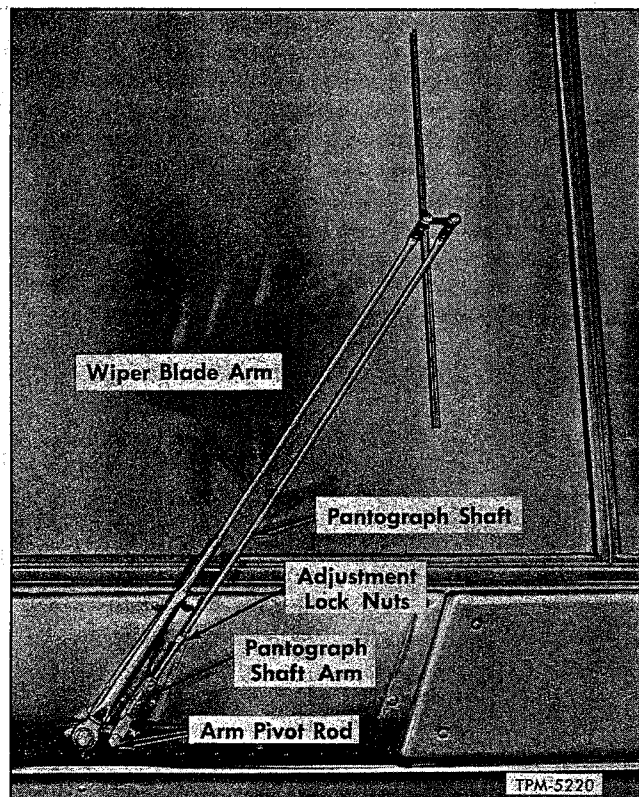 Wiper Blade Arm
Pantograph Shaft
Adjustment
Lock Nuts
Pantograph
Shaft Arm
Arm Pivot Rod
TPM-5220